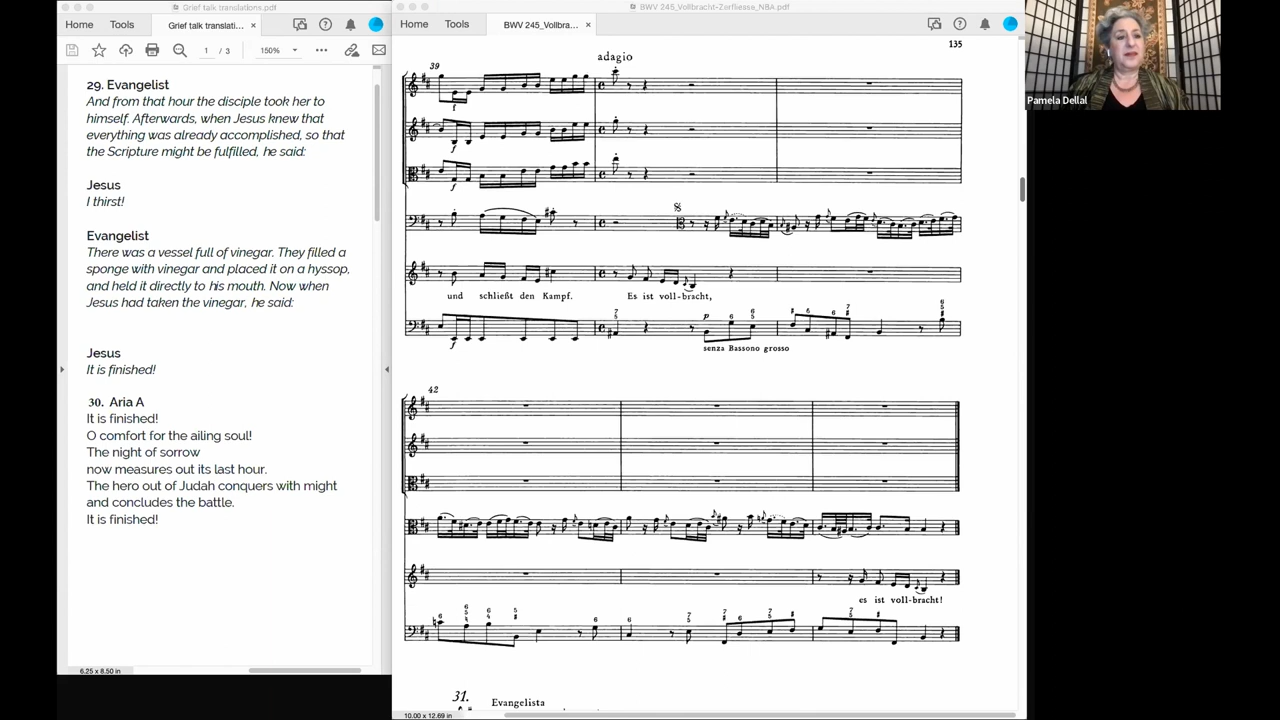 Grief talk translations.pdf
Home Tools Grief talk translati... ×
1 / 3 150%
29. Evangelist
And from that hour the disciple took her to
himself. Afterwards, when Jesus knew that
everything was already accomplished, so that
the Scripture might be fulfilled, he said:
Jesus
I thirst!
Evangelist
There was a vessel full of vinegar. They filled a
sponge with vinegar and placed it on a hyssop,
and held it directly to his mouth. Now when
Jesus had taken the vinegar, he said:
Jesus
It is finished!
30. Aria A
It is finished!
O comfort for the ailing soul!
The night of sorrow
now measures out its last hour.
The hero out of Judah conquers with might
and concludes the battle.
It is finished!
6.25 x 8.50 in
BWV 245_Vollbracht-Zerfliesse_NBA.pdf
Home Tools BWV 245_Vollbra... ×
135
adagio
39
f
f
f
und schließt den Kampf. Es ist voll-bracht,
f
p
senza Bassono grosso
42
es ist voll-bracht!
31. Evangelista
10.00 x 12.69 in
Pamela Dellal